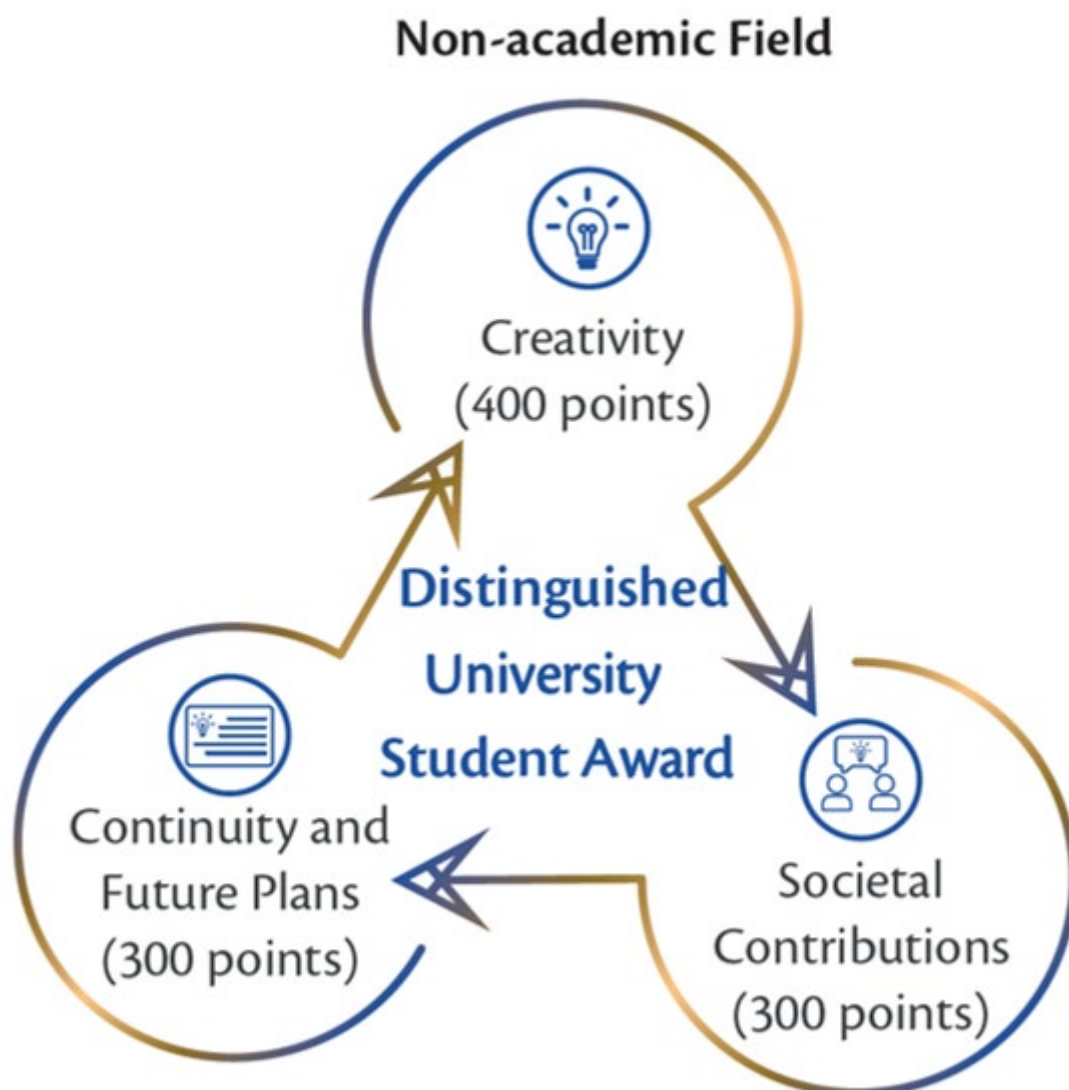 Non-academic Field
Creativity
(400 points)
Distinguished
University
Student Award
Continuity and
Future Plans
(300 points)
Societal
Contributions
(300 points)